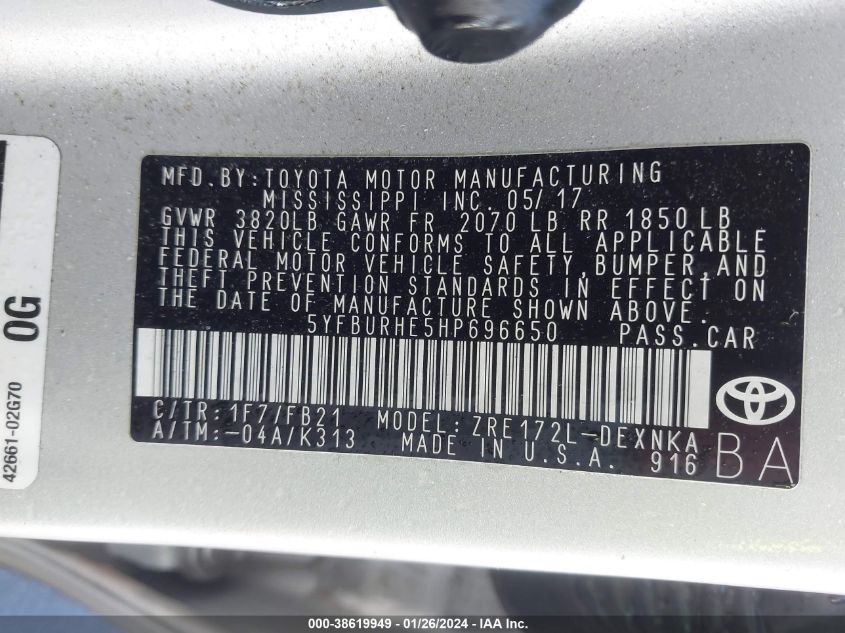 MFD. BY: TOYOTA MOTOR MANUFACTURING
MISSISSIPPI INC. 05/17
GVWR 3820LB GAWR FR 2070 LB RR 1850 LB
THIS VEHICLE CONFORMS TO ALL APPLICABLE
FEDERAL MOTOR VEHICLE SAFETY, BUMPER, AND
THEFT PREVENTION STANDARDS IN EFFECT ON
THE DATE OF MANUFACTURE SHOWN ABOVE.
5YFBURHE5HP696650 PASS. CAR
C/TR: 1F7/FB21 MODEL: ZRE172L-DEXNKA
A/TM:-04A/K313 MADE IN U.S.A. 916 BA
42661-02G70 0G
000-38619949 - 01/26/2024 - IAA Inc.